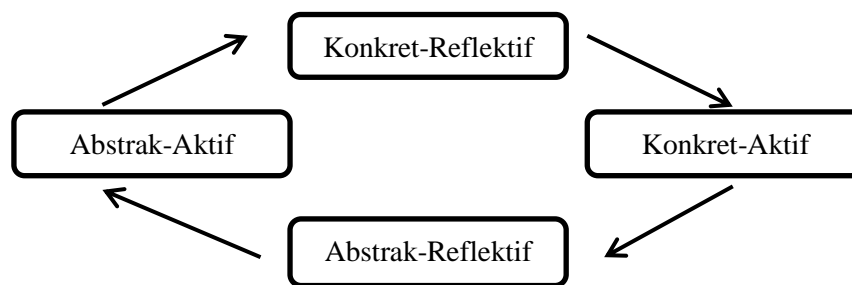 Konkret-Reflektif
Abstrak-Aktif
Konkret-Aktif
Abstrak-Reflektif